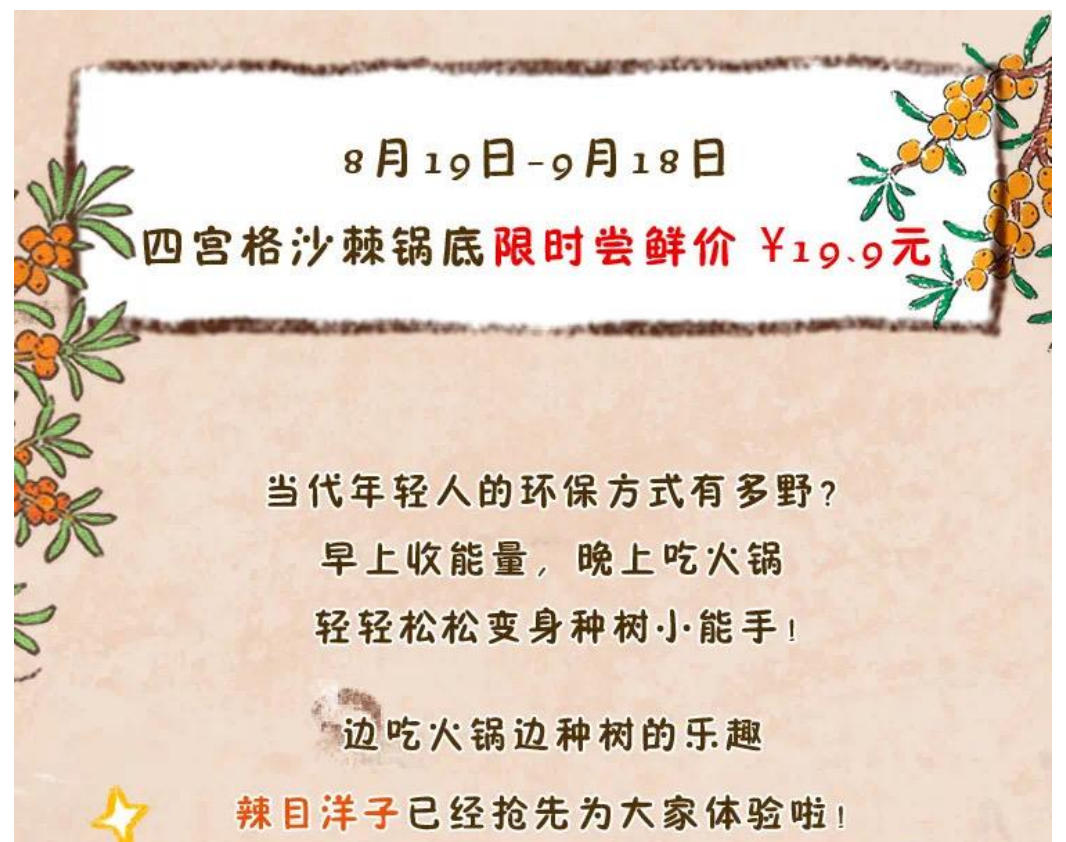 8月19日-9月18日
四宫格沙棘锅底限时尝鲜价 ¥19.9元
当代年轻人的环保方式有多野?
早上收能量,晚上吃火锅
轻轻松松变身种树小能手!
边吃火锅边种树的乐趣
辣目洋子已经抢先为大家体验啦!